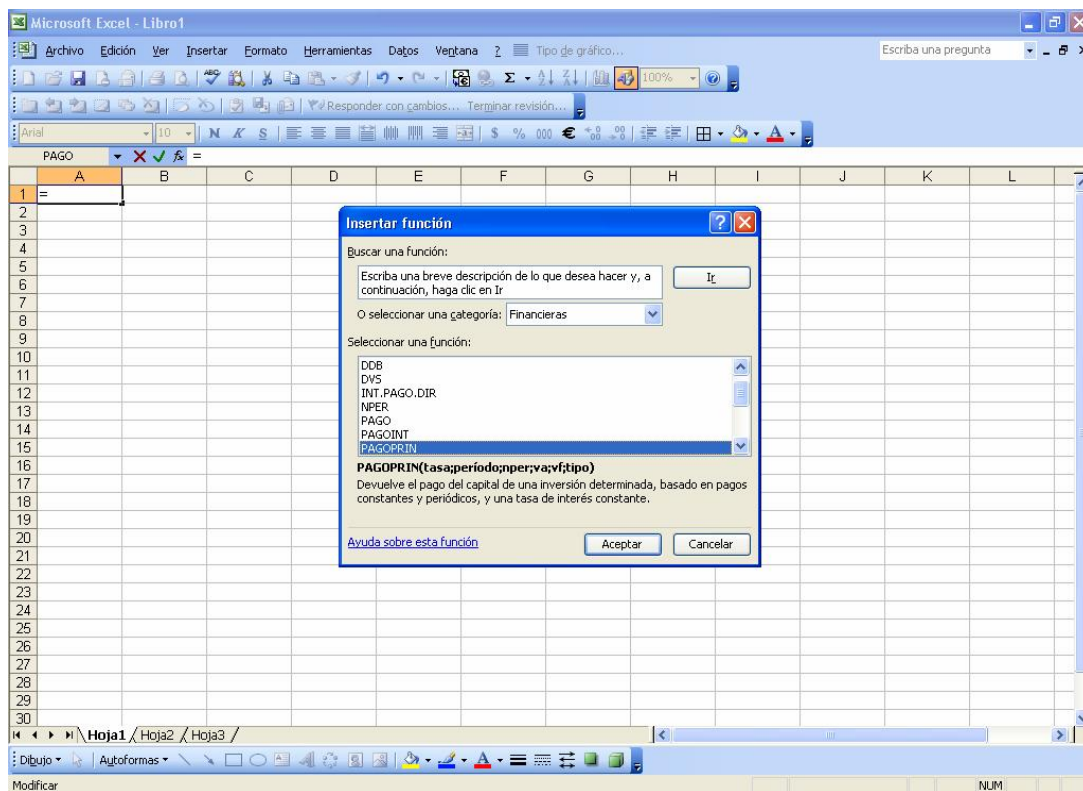 Microsoft Excel - Libro1
Archivo Edición Ver Insertar Formato Herramientas Datos Ventana ? Tipo de gráfico... Escriba una pregunta
Σ 100%
Responder con cambios... Terminar revisión...
Arial 10 N K S $ % 000 €
PAGO fx =
A B C D E F G H I J K L
1 =
2
3
4
5
6
7
8
9
10
11
12
13
14
15
16
17
18
19
20
21
22
23
24
25
26
27
28
29
30
Insertar función
Buscar una función:
Escriba una breve descripción de lo que desea hacer y, a
continuación, haga clic en Ir
Ir
O seleccionar una categoría: Financieras
Seleccionar una función:
DDB
DVS
INT.PAGO.DIR
NPER
PAGO
PAGOINT
PAGOPRIN
PAGOPRIN(tasa;período;nper;va;vf;tipo)
Devuelve el pago del capital de una inversión determinada, basado en pagos
constantes y periódicos, y una tasa de interés constante.
Ayuda sobre esta función Aceptar Cancelar
Hoja1 Hoja2 Hoja3
Dibujo Autoformas A
Modificar NUM